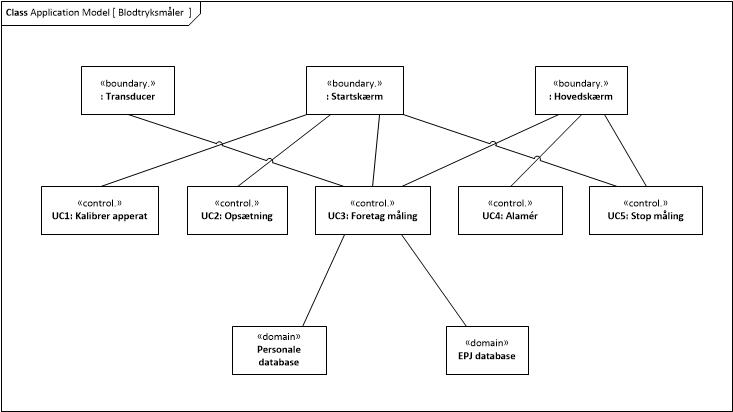 Class Application Model [ Blodtryksmåler ]
«boundary.»
: Transducer
«boundary.»
: Startskærm
«boundary.»
: Hovedskærm
«control.»
UC1: Kalibrer apperat
«control.»
UC2: Opsætning
«control.»
UC3: Foretag måling
«control.»
UC4: Alamér
«control.»
UC5: Stop måling
«domain»
Personale
database
«domain»
EPJ database